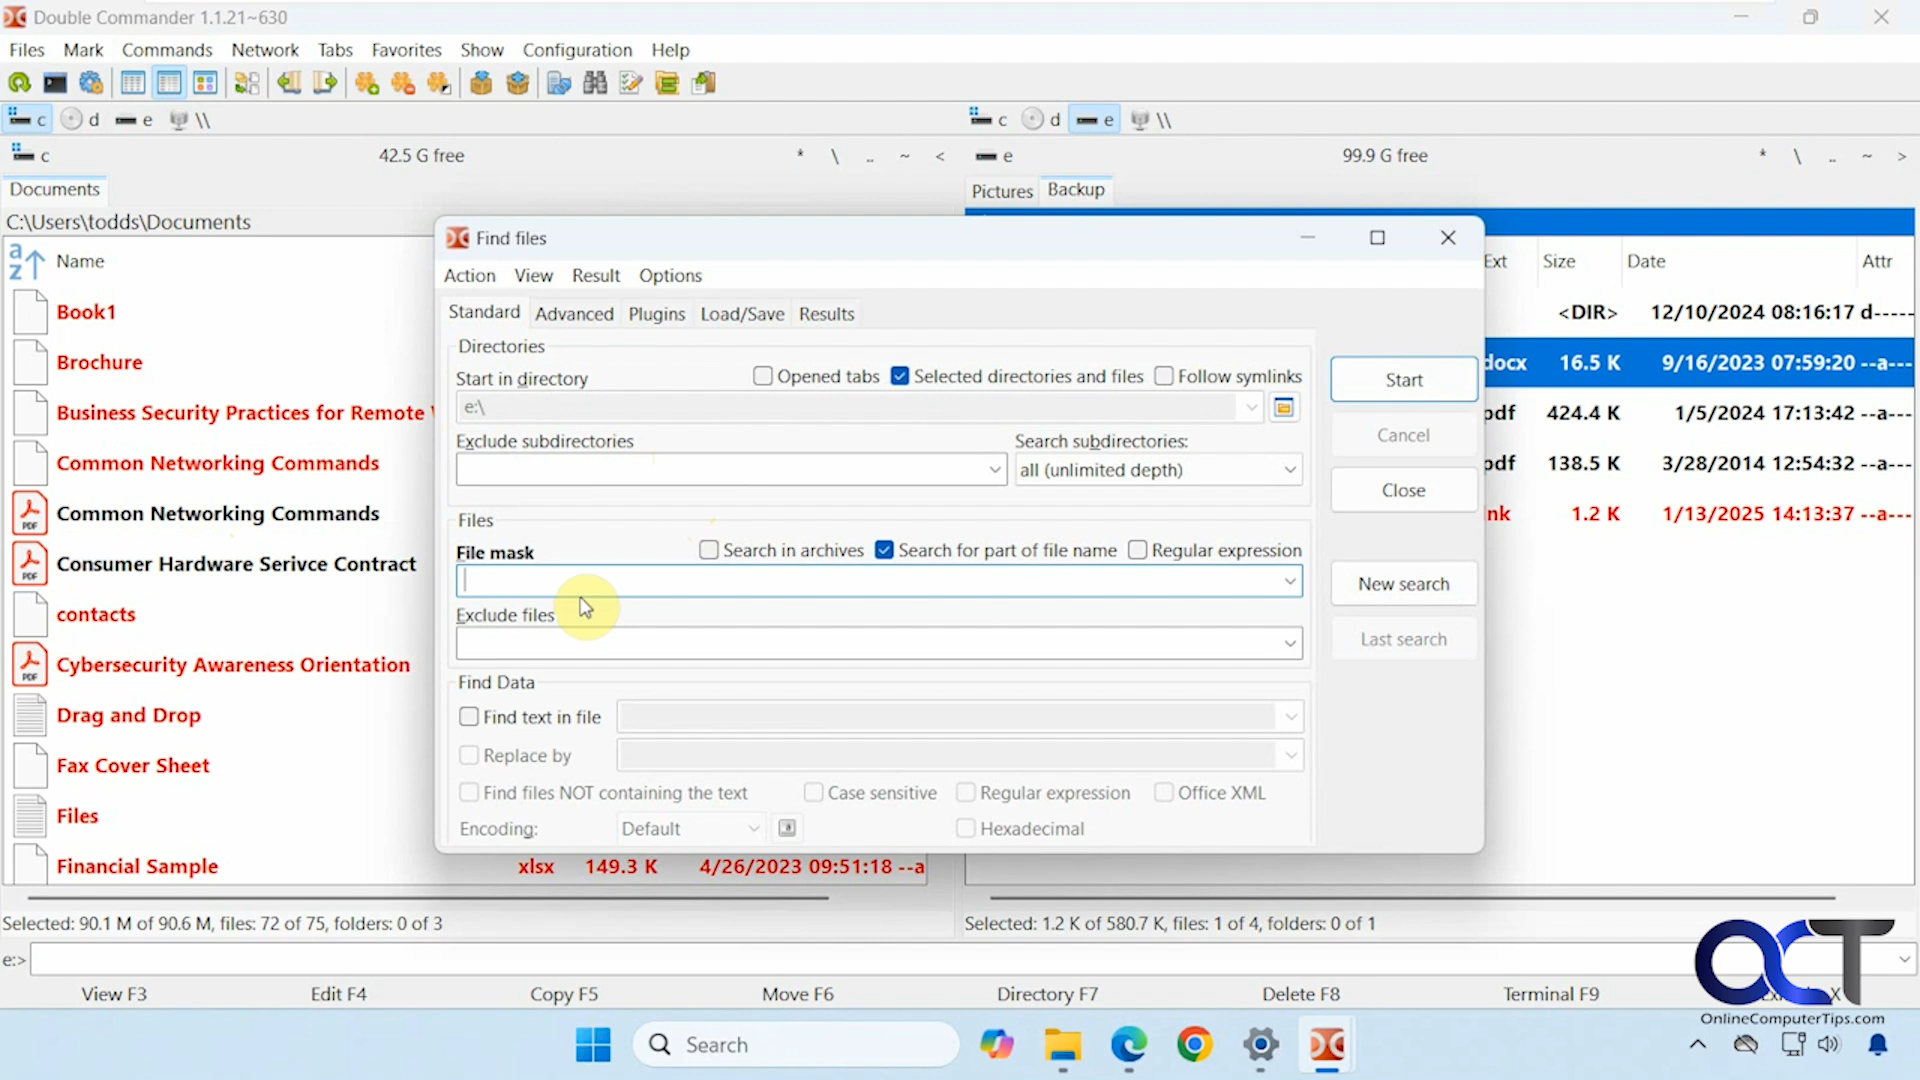 Double Commander 1.1.21~630
Files Mark Commands Network Tabs Favorites Show Configuration Help
c d e \\ c d e \\
c 42.5 G free * \ .. ~ < e 99.9 G free * \ .. ~ >
Documents Pictures Backup
C:\Users\todds\Documents
Name Ext Size Date Attr
Find files
Action View Result Options
Standard Advanced Plugins Load/Save Results
Directories
Start in directory Opened tabs Selected directories and files Follow symlinks
e:\
Exclude subdirectories Search subdirectories:
all (unlimited depth)
Files
File mask Search in archives Search for part of file name Regular expression
Exclude files
Find Data
Find text in file
Replace by
Find files NOT containing the text Case sensitive Regular expression Office XML
Encoding: Default Hexadecimal
Start
Cancel
Close
New search
Last search
Book1
Brochure
Business Security Practices for Remote
Common Networking Commands
Common Networking Commands
Consumer Hardware Serivce Contract
contacts
Cybersecurity Awareness Orientation
Drag and Drop
Fax Cover Sheet
Files
Financial Sample xlsx 149.3 K 4/26/2023 09:51:18 --a
<DIR> 12/10/2024 08:16:17 d-----
docx 16.5 K 9/16/2023 07:59:20 --a---
pdf 424.4 K 1/5/2024 17:13:42 --a---
pdf 138.5 K 3/28/2014 12:54:32 --a---
nk 1.2 K 1/13/2025 14:13:37 --a---
Selected: 90.1 M of 90.6 M, files: 72 of 75, folders: 0 of 3
Selected: 1.2 K of 580.7 K, files: 1 of 4, folders: 0 of 1
e:>
View F3 Edit F4 Copy F5 Move F6 Directory F7 Delete F8 Terminal F9
OCT
OnlineComputerTips.com
Search